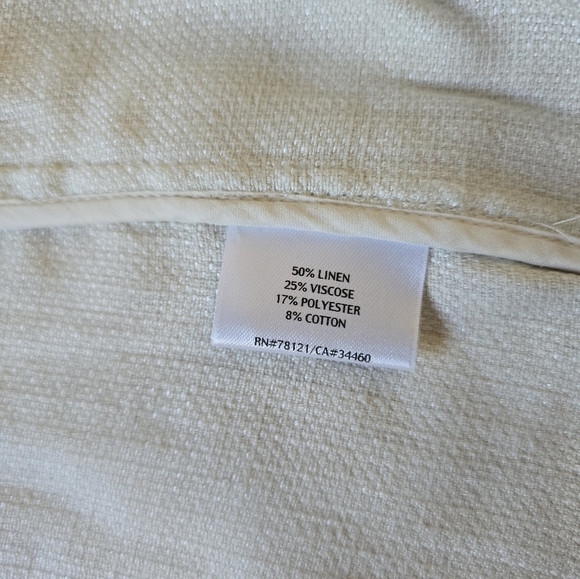 50% LINEN
25% VISCOSE
17% POLYESTER
8% COTTON
RN#78121/CA#34460